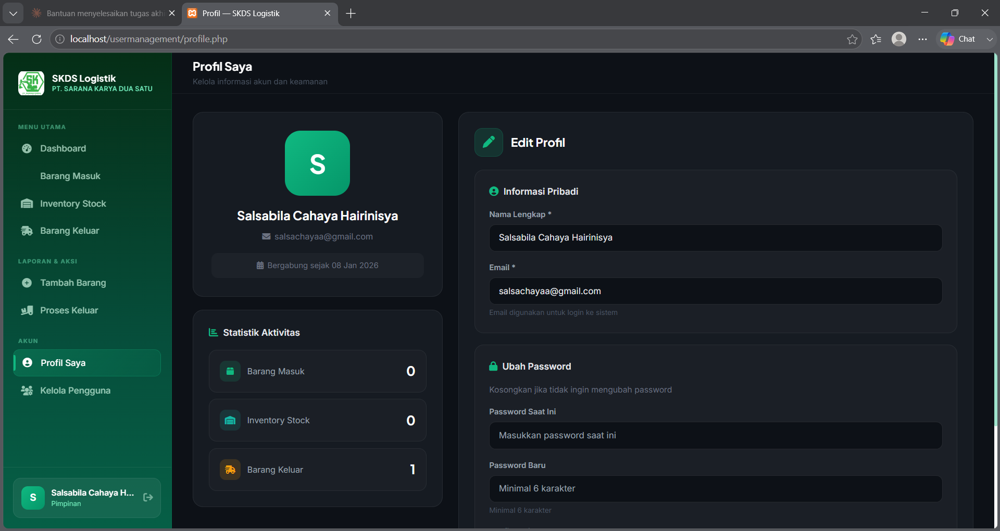 Bantuan menyelesaikan tugas akh
Profil — SKDS Logistik
localhost/usermanagement/profile.php
Chat
SK
SKDS Logistik
PT. SARANA KARYA DUA SATU
MENU UTAMA
Dashboard
Barang Masuk
Inventory Stock
Barang Keluar
LAPORAN & AKSI
Tambah Barang
Proses Keluar
AKUN
Profil Saya
Kelola Pengguna
S
Salsabila Cahaya H...
Pimpinan
Profil Saya
Kelola informasi akun dan keamanan
S
Salsabila Cahaya Hairinisya
salsachayaa@gmail.com
Bergabung sejak 08 Jan 2026
Statistik Aktivitas
Barang Masuk 0
Inventory Stock 0
Barang Keluar 1
Edit Profil
Informasi Pribadi
Nama Lengkap *
Salsabila Cahaya Hairinisya
Email *
salsachayaa@gmail.com
Email digunakan untuk login ke sistem
Ubah Password
Kosongkan jika tidak ingin mengubah password
Password Saat Ini
Masukkan password saat ini
Password Baru
Minimal 6 karakter
Minimal 6 karakter